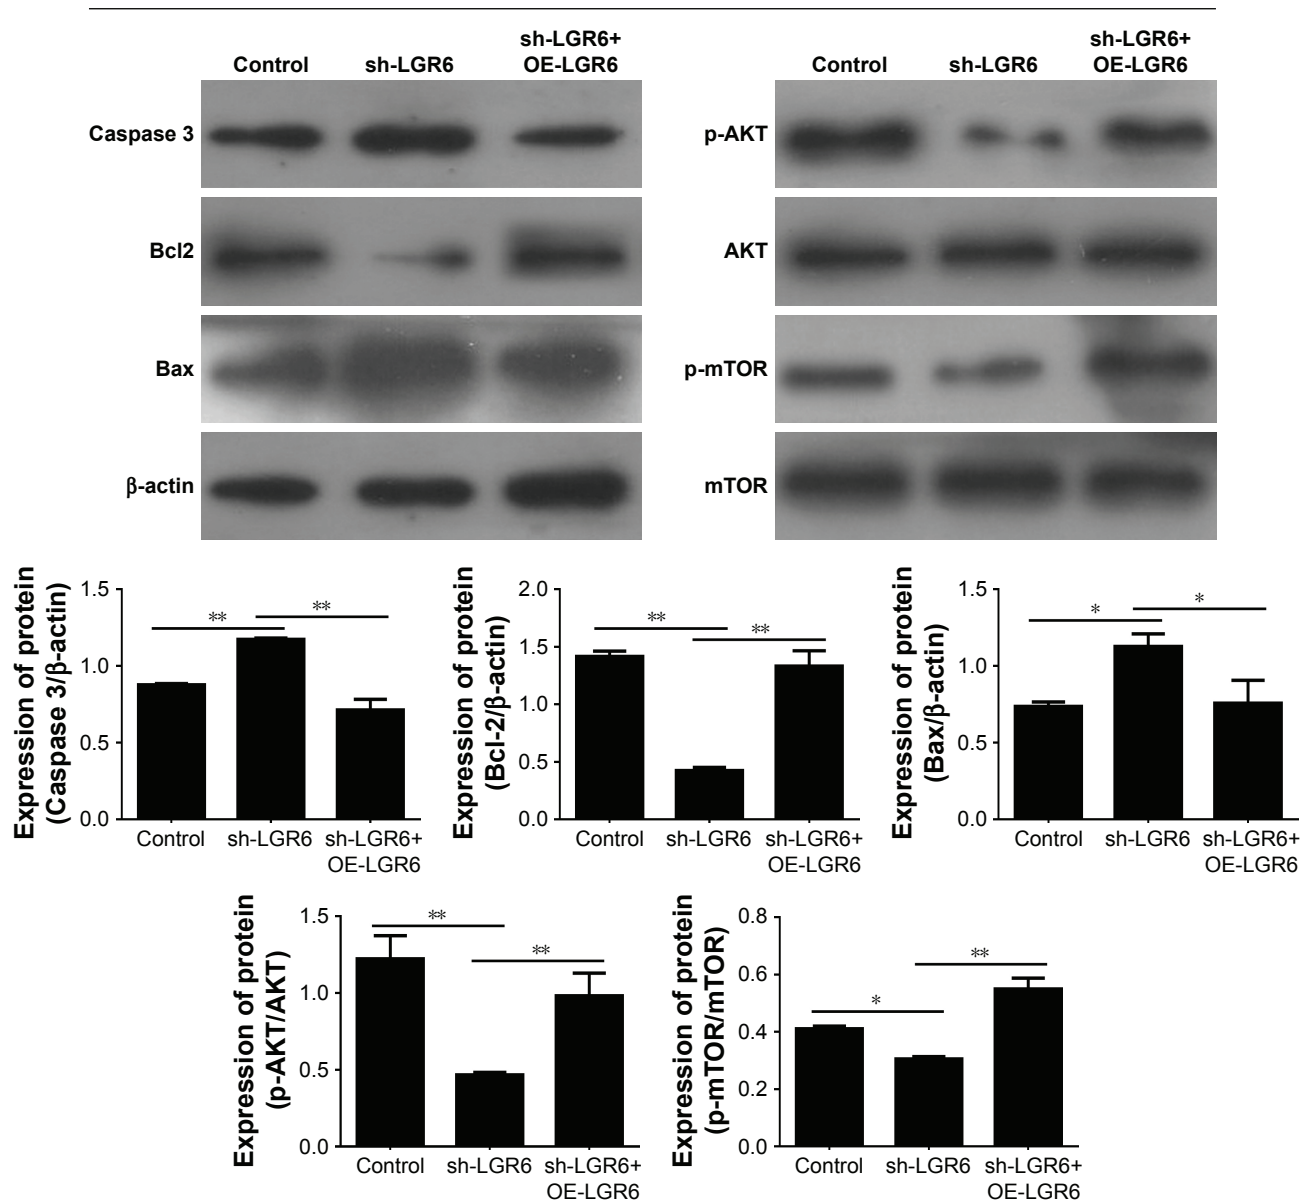 Control sh-LGR6 sh-LGR6+
OE-LGR6
Caspase 3
Bcl2
Bax
β-actin
Control sh-LGR6 sh-LGR6+
OE-LGR6
p-AKT
AKT
p-mTOR
mTOR
Expression of protein
(Caspase 3/β-actin)
1.5
1.0
0.5
0.0
** **
Control sh-LGR6 sh-LGR6+
OE-LGR6
Expression of protein
(Bcl-2/β-actin)
2.0
1.5
1.0
0.5
0.0
** **
Control sh-LGR6 sh-LGR6+
OE-LGR6
Expression of protein
(Bax/β-actin)
1.5
1.0
0.5
0.0
* *
Control sh-LGR6 sh-LGR6+
OE-LGR6
Expression of protein
(p-AKT/AKT)
1.5
1.0
0.5
0.0
** **
Control sh-LGR6 sh-LGR6+
OE-LGR6
Expression of protein
(p-mTOR/mTOR)
0.8
0.6
0.4
0.2
0.0
* **
Control sh-LGR6 sh-LGR6+
OE-LGR6